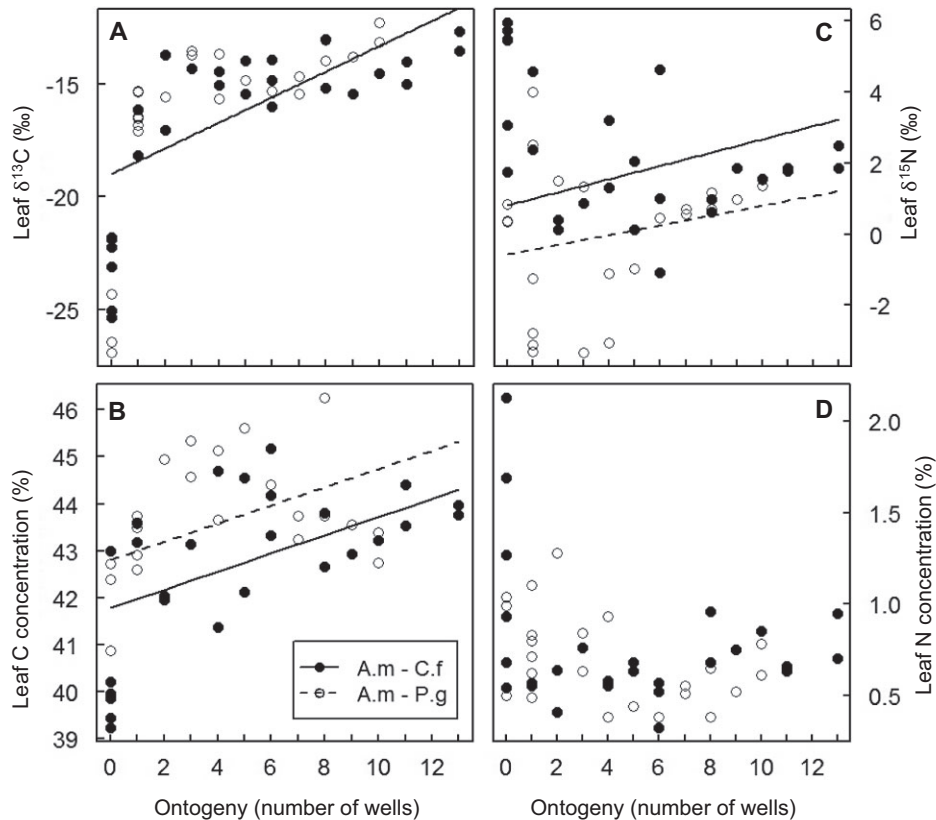 A
-15
-20
-25
Leaf δ¹³C (‰)
C
6
4
2
0
-2
Leaf δ¹⁵N (‰)
B
46
45
44
43
42
41
40
39
Leaf C concentration (%)
A.m - C.f
A.m - P.g
0 2 4 6 8 10 12
Ontogeny (number of wells)
D
2.0
1.5
1.0
0.5
Leaf N concentration (%)
0 2 4 6 8 10 12
Ontogeny (number of wells)